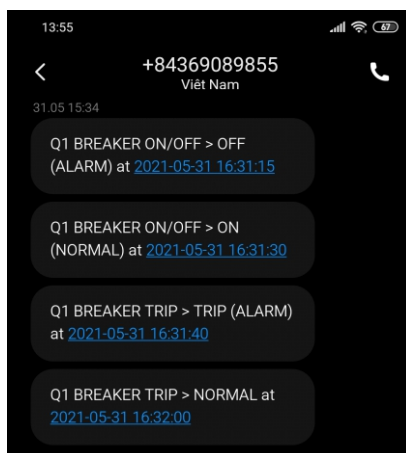 13:55
67
+84369089855
Việt Nam
31.05 15:34
Q1 BREAKER ON/OFF > OFF
(ALARM) at 2021-05-31 16:31:15
Q1 BREAKER ON/OFF > ON
(NORMAL) at 2021-05-31 16:31:30
Q1 BREAKER TRIP > TRIP (ALARM)
at 2021-05-31 16:31:40
Q1 BREAKER TRIP > NORMAL at
2021-05-31 16:32:00